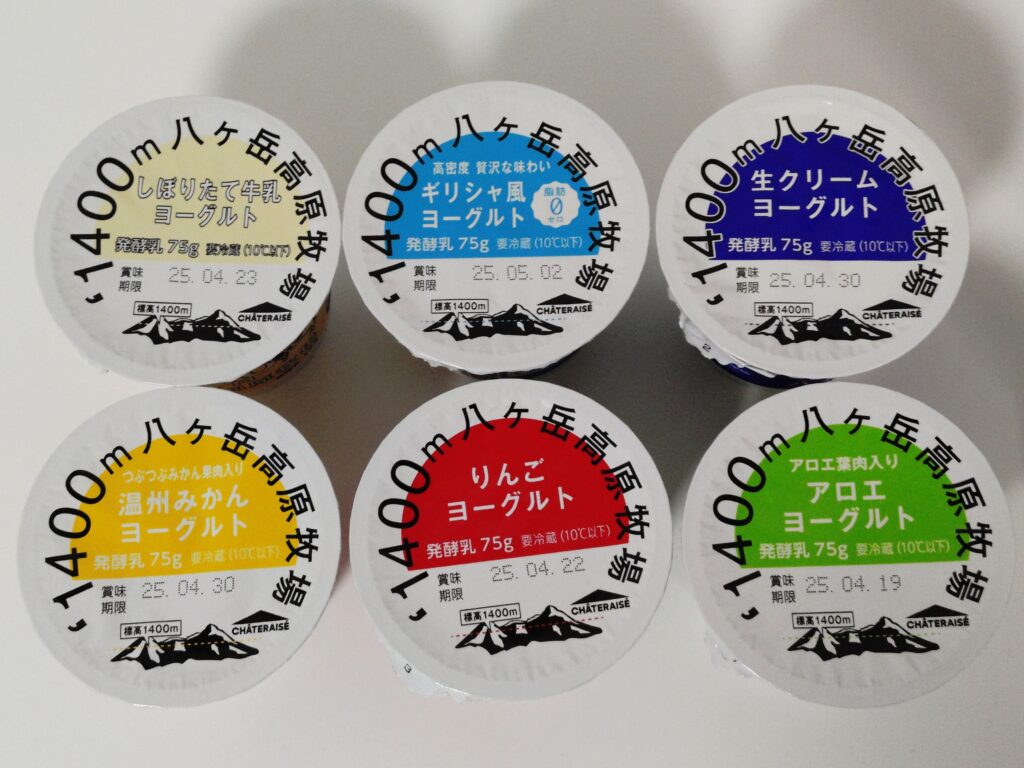 ,1400m八ヶ岳高原牧場
しぼりたて牛乳
ヨーグルト
発酵乳 75g 要冷蔵(10℃以下)
賞味
期限
25.04.23
標高1400m
CHÂTERAISÉ
,1400m八ヶ岳高原牧場
高密度 贅沢な味わい
ギリシャ風
ヨーグルト
脂肪
0
ゼロ
発酵乳 75g 要冷蔵(10℃以下)
賞味
期限
25.05.02
標高1400m
CHÂTERAISÉ
,1400m八ヶ岳高原牧場
生クリーム
ヨーグルト
発酵乳 75g 要冷蔵(10℃以下)
賞味
期限
25.04.30
標高1400m
CHÂTERAISÉ
2
,1400m八ヶ岳高原牧場
つぶつぶみかん果肉入り
温州みかん
ヨーグルト
発酵乳 75g 要冷蔵(10℃以下)
賞味
期限
25.04.30
標高1400m
CHÂTERAISÉ
,1400m八ヶ岳高原牧場
りんご
ヨーグルト
発酵乳 75g 要冷蔵(10℃以下)
賞味
期限
25.04.22
標高1400m
CHÂTERAISÉ
,1400m八ヶ岳高原牧場
アロエ葉肉入り
アロエ
ヨーグルト
発酵乳 75g 要冷蔵(10℃以下)
賞味
期限
25.04.19
標高1400m
CHÂTERAISÉ